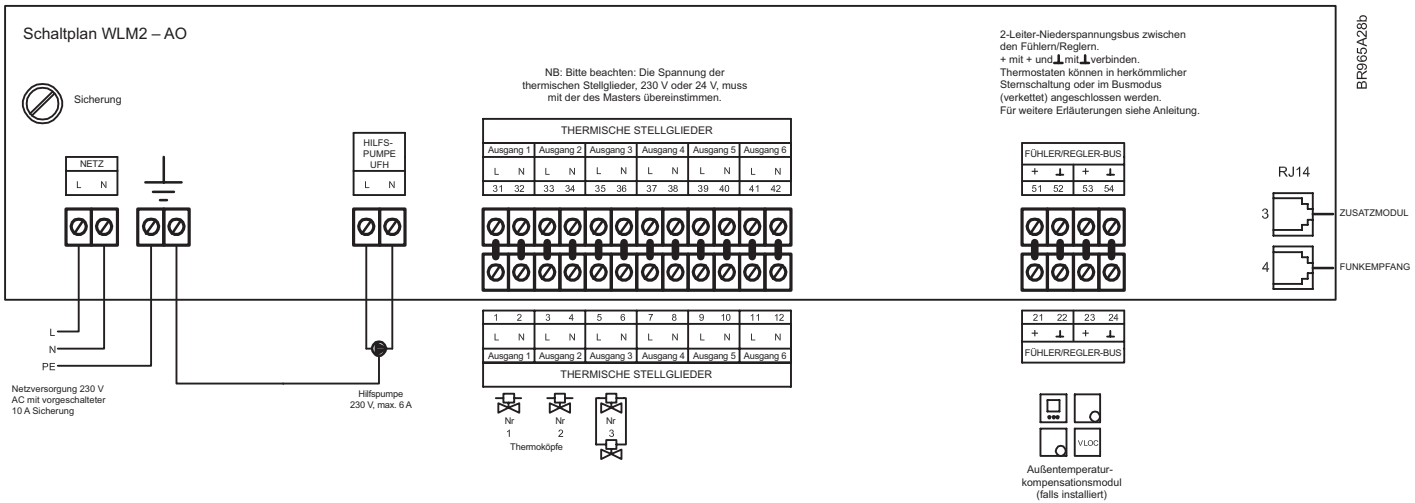 Schaltplan WLM2 – AO
Sicherung
NETZ
L N
HILFS-
PUMPE
UFH
L N
L
N
PE
Netzversorgung 230 V
AC mit vorgeschalteter
10 A Sicherung
Hilfspumpe
230 V, max. 6 A
NB: Bitte beachten: Die Spannung der
thermischen Stellglieder, 230 V oder 24 V, muss
mit der des Masters übereinstimmen.
THERMISCHE STELLGLIEDER
Ausgang 1 Ausgang 2 Ausgang 3 Ausgang 4 Ausgang 5 Ausgang 6
L N L N L N L N L N L N
31 32 33 34 35 36 37 38 39 40 41 42
1 2 3 4 5 6 7 8 9 10 11 12
L N L N L N L N L N L N
Ausgang 1 Ausgang 2 Ausgang 3 Ausgang 4 Ausgang 5 Ausgang 6
THERMISCHE STELLGLIEDER
Nr Nr Nr
1 2 3
Thermoköpfe
2-Leiter-Niederspannungsbus zwischen
den Fühlern/Reglern.
+ mit + und ⊥ mit ⊥ verbinden.
Thermostaten können in herkömmlicher
Sternschaltung oder im Busmodus
(verkettet) angeschlossen werden.
Für weitere Erläuterungen siehe Anleitung.
FÜHLER/REGLER-BUS
+ ⊥ + ⊥
51 52 53 54
21 22 23 24
+ ⊥ + ⊥
FÜHLER/REGLER-BUS
VLOC
Außentemperatur-
kompensationsmodul
(falls installiert)
RJ14
3 ZUSATZMODUL
4 FUNKEMPFANG
BR965A28b